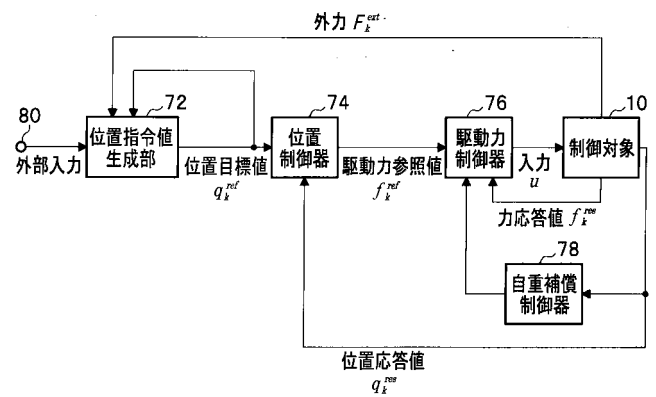 外力 F_k^ext
80
外部入力
72
位置指令値
生成部
位置目標値
q_k^ref
74
位置
制御器
駆動力参照値
f_k^ref
76
駆動力
制御器
入力
u
10
制御対象
力応答値 f_k^res
78
自重補償
制御器
位置応答値
q_k^res